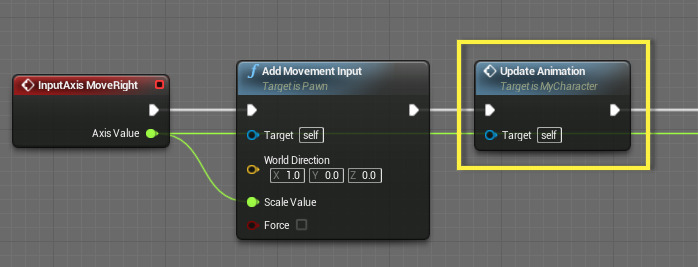 InputAxis MoveRight
Axis Value
Add Movement Input
Target is Pawn
Target self
World Direction
X 1.0 Y 0.0 Z 0.0
Scale Value
Force
Update Animation
Target is MyCharacter
Target self